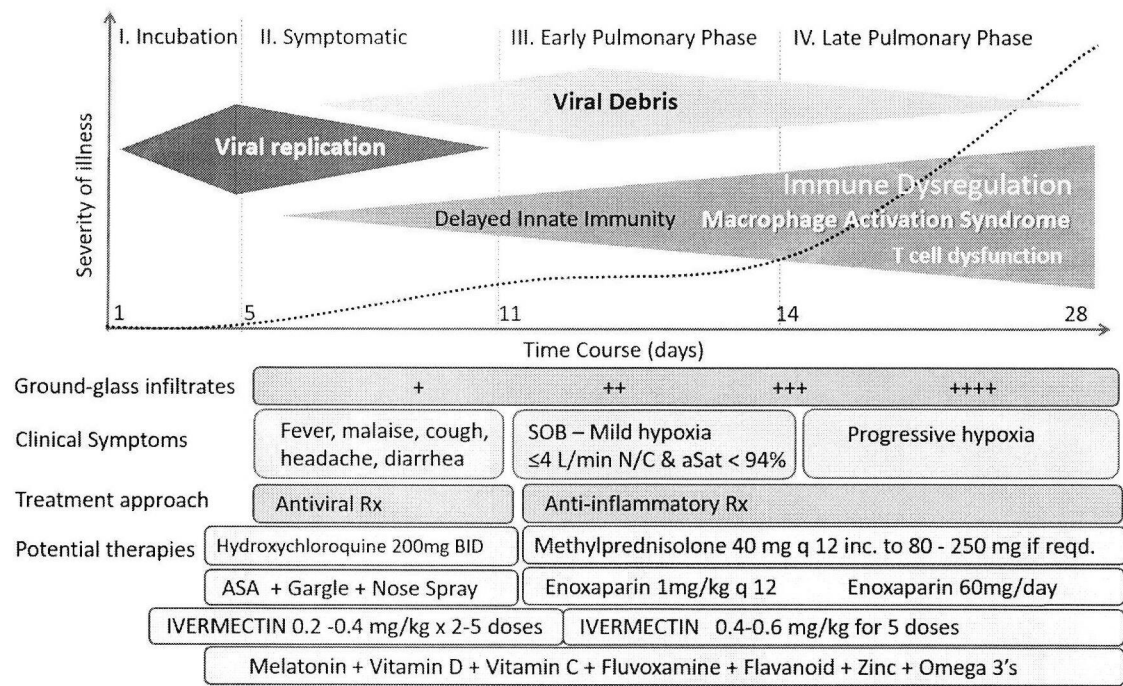 I. Incubation
II. Symptomatic
III. Early Pulmonary Phase
IV. Late Pulmonary Phase
Severity of illness
Viral Debris
Viral replication
Immune Dysregulation
Delayed Innate Immunity
Macrophage Activation Syndrome
T cell dysfunction
1
5
11
14
28
Time Course (days)
Ground-glass infiltrates
+
++
+++
++++
Clinical Symptoms
Fever, malaise, cough,
headache, diarrhea
SOB – Mild hypoxia
≤4 L/min N/C & aSat < 94%
Progressive hypoxia
Treatment approach
Antiviral Rx
Anti-inflammatory Rx
Potential therapies
Hydroxychloroquine 200mg BID
Methylprednisolone 40 mg q 12 inc. to 80 - 250 mg if reqd.
ASA + Gargle + Nose Spray
Enoxaparin 1mg/kg q 12
Enoxaparin 60mg/day
IVERMECTIN 0.2 -0.4 mg/kg x 2-5 doses
IVERMECTIN 0.4-0.6 mg/kg for 5 doses
Melatonin + Vitamin D + Vitamin C + Fluvoxamine + Flavanoid + Zinc + Omega 3's